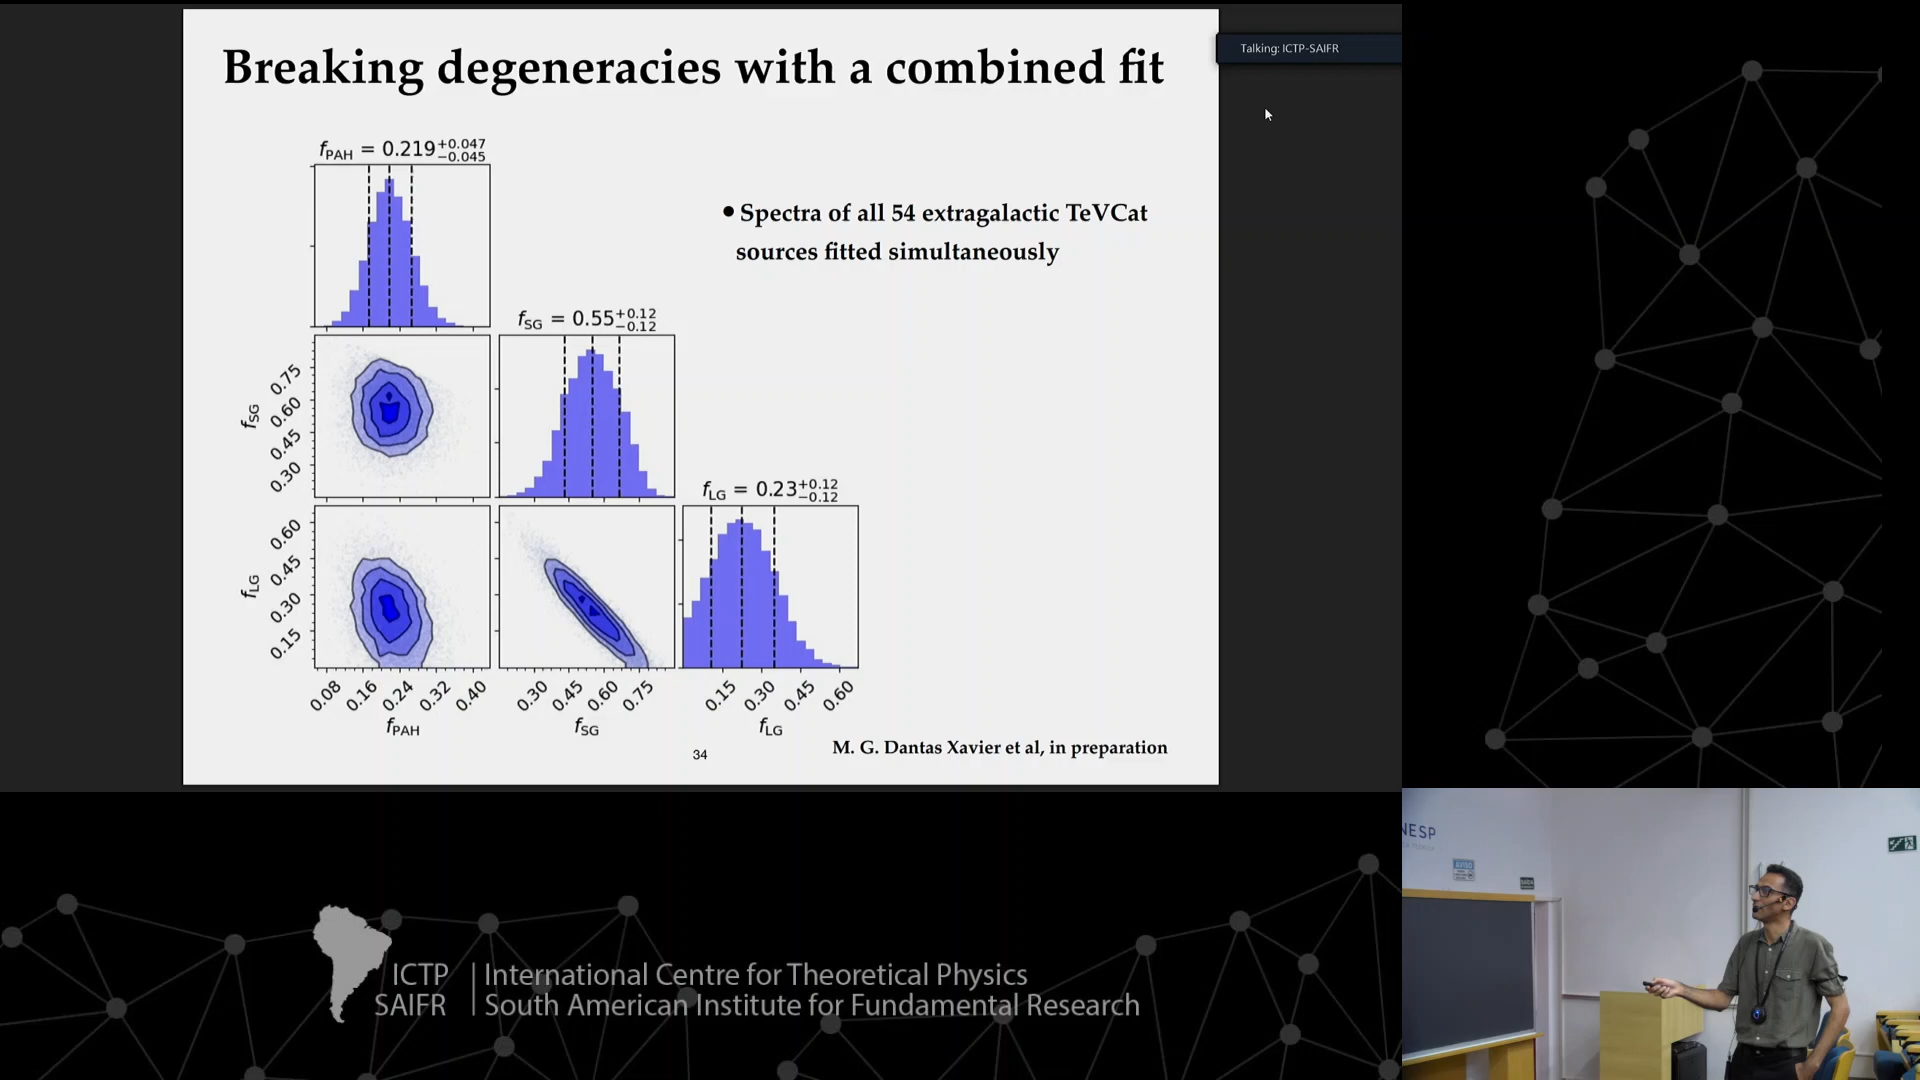 Breaking degeneracies with a combined fit
Talking: ICTP-SAIFR
f_PAH = 0.219 +0.047 −0.045
• Spectra of all 54 extragalactic TeVCat
sources fitted simultaneously
f_SG = 0.55 +0.12 −0.12
f_SG
0.75
0.60
0.45
0.30
f_LG = 0.23 +0.12 −0.12
f_LG
0.60
0.45
0.30
0.15
0.08 0.16 0.24 0.32 0.40
f_PAH
0.30 0.45 0.60 0.75
f_SG
0.15 0.30 0.45 0.60
f_LG
34
M. G. Dantas Xavier et al, in preparation
ICTP
SAIFR
International Centre for Theoretical Physics
South American Institute for Fundamental Research
NESP